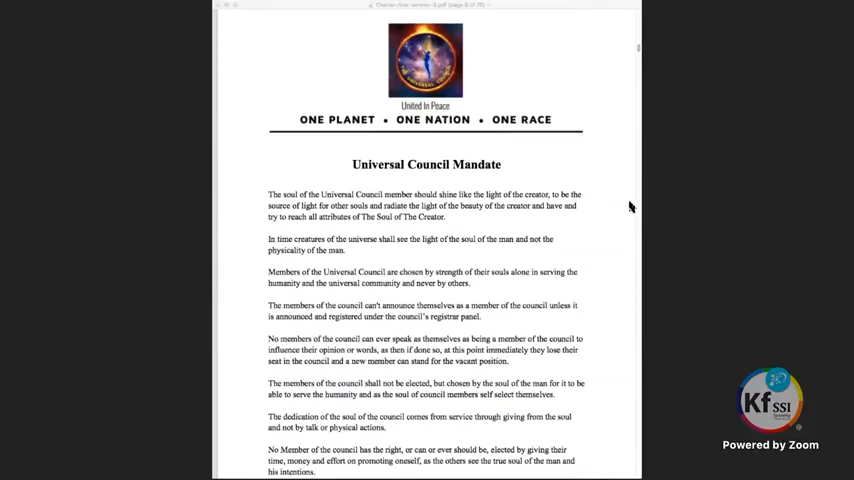 Charter-final-version-3.pdf (page 8 of 70)
THE UNIVERSAL COUNCIL
United In Peace
ONE PLANET • ONE NATION • ONE RACE
Universal Council Mandate
The soul of the Universal Council member should shine like the light of the creator, to be the
source of light for other souls and radiate the light of the beauty of the creator and have and
try to reach all attributes of The Soul of The Creator.
In time creatures of the universe shall see the light of the soul of the man and not the
physicality of the man.
Members of the Universal Council are chosen by strength of their souls alone in serving the
humanity and the universal community and never by others.
The members of the council can't announce themselves as a member of the council unless it
is announced and registered under the council's registrar panel.
No members of the council can ever speak as themselves as being a member of the council to
influence their opinion or words, as then if done so, at this point immediately they lose their
seat in the council and a new member can stand for the vacant position.
The members of the council shall not be elected, but chosen by the soul of the man for it to be
able to serve the humanity and as the soul of council members self select themselves.
The dedication of the soul of the council comes from service through giving from the soul
and not by talk or physical actions.
No Member of the council has the right, or can or ever should be, elected by giving their
time, money and effort on promoting oneself, as the others see the true soul of the man and
his intentions.
Kf SSI
Powered by Zoom